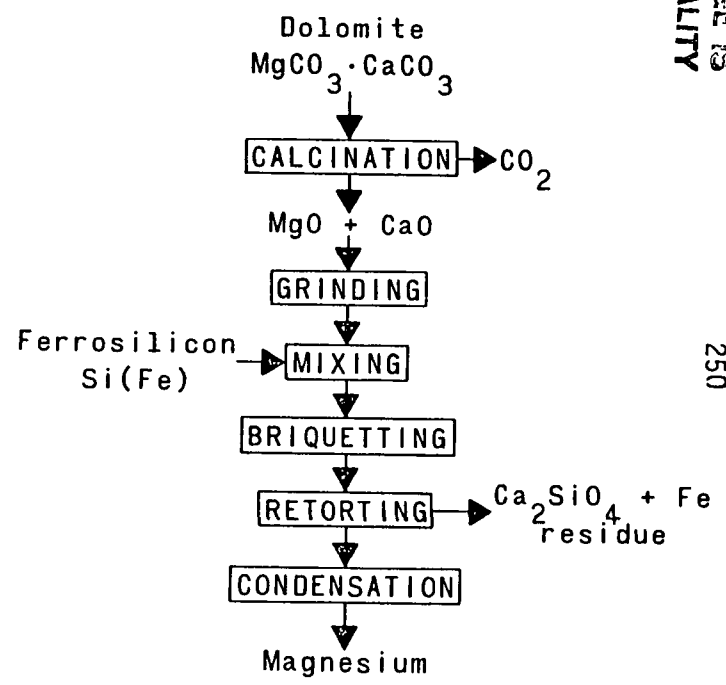 Dolomite
MgCO3·CaCO3
CALCINATION
CO2
MgO + CaO
GRINDING
Ferrosilicon
Si(Fe)
MIXING
BRIQUETTING
RETORTING
Ca2SiO4 + Fe
residue
CONDENSATION
Magnesium
250
ALITY